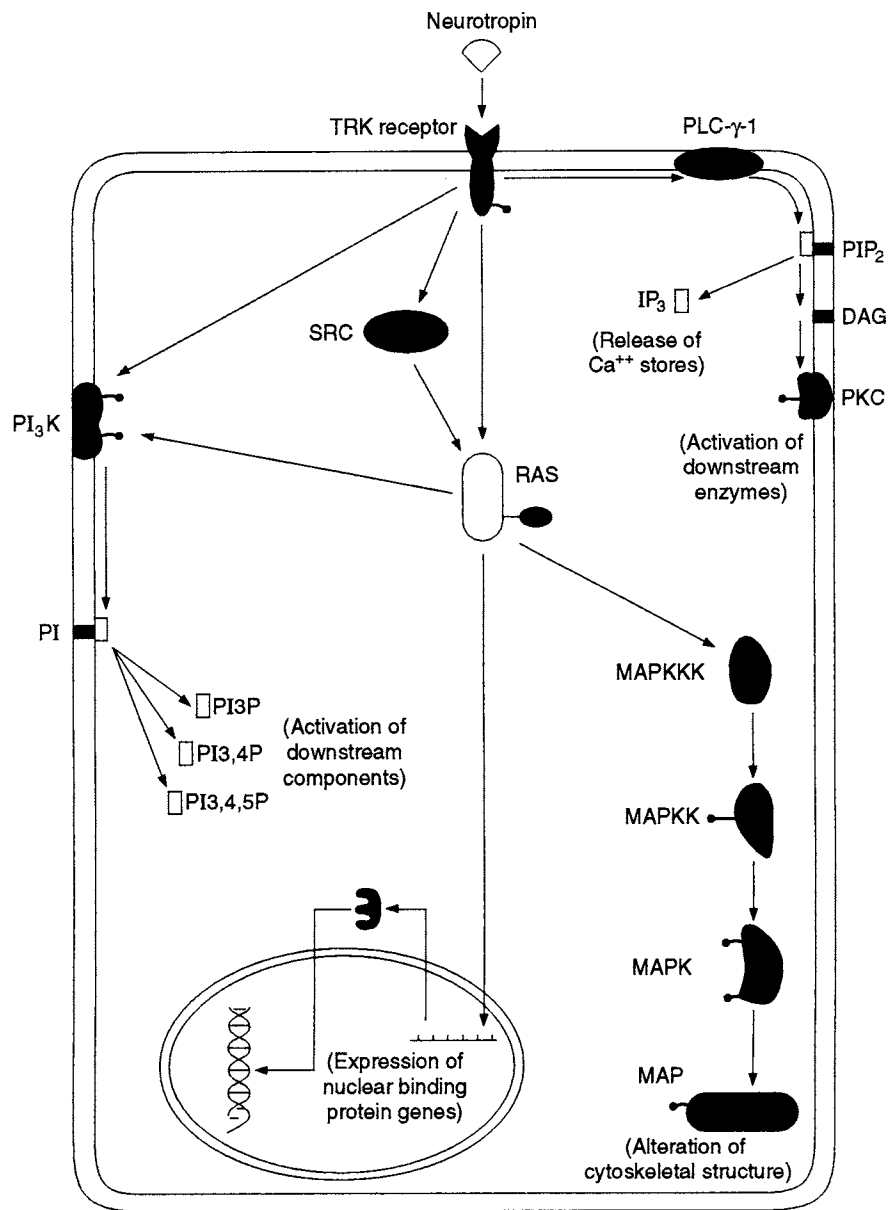 Neurotropin
TRK receptor
PLC-γ-1
PIP₂
IP₃
DAG
SRC
(Release of
Ca⁺⁺ stores)
PKC
PI₃K
(Activation of
downstream
enzymes)
RAS
PI
MAPKKK
PI3P
(Activation of
downstream
components)
PI3,4P
PI3,4,5P
MAPKK
MAPK
(Expression of
nuclear binding
protein genes)
MAP
(Alteration of
cytoskeletal structure)